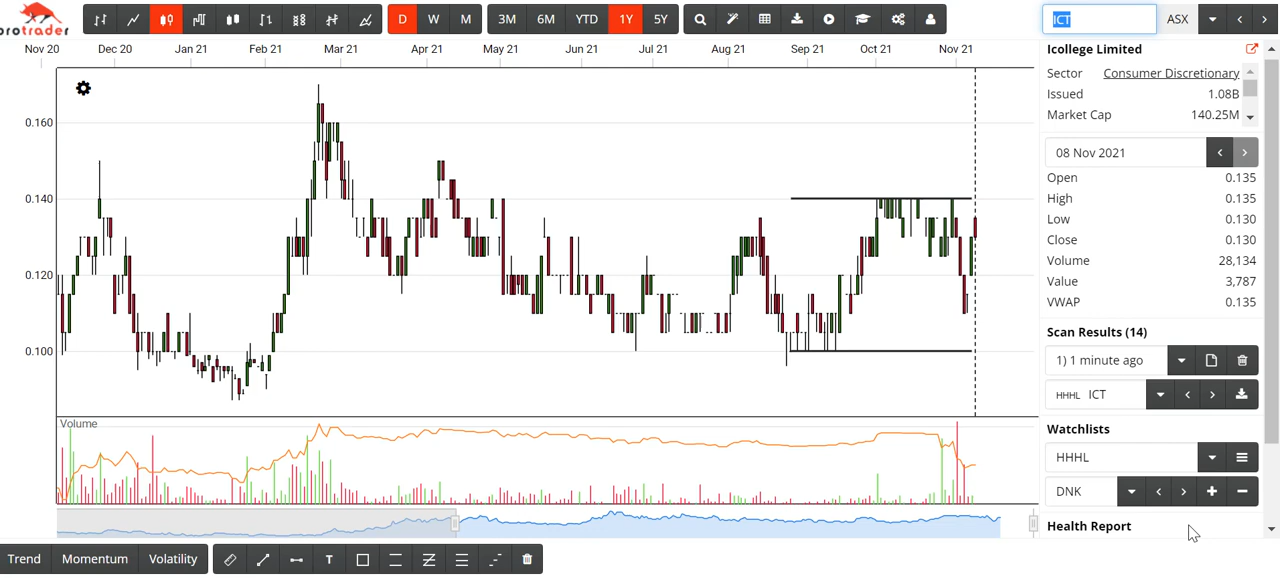 protrader
D W M 3M 6M YTD 1Y 5Y ICT ASX
Nov 20 Dec 20 Jan 21 Feb 21 Mar 21 Apr 21 May 21 Jun 21 Jul 21 Aug 21 Sep 21 Oct 21 Nov 21
0.160
0.140
0.120
0.100
Volume
Icollege Limited
Sector Consumer Discretionary
Issued 1.08B
Market Cap 140.25M
08 Nov 2021
Open 0.135
High 0.135
Low 0.130
Close 0.130
Volume 28,134
Value 3,787
VWAP 0.135
Scan Results (14)
1) 1 minute ago
HHHL ICT
Watchlists
HHHL
DNK
Health Report
Trend Momentum Volatility T